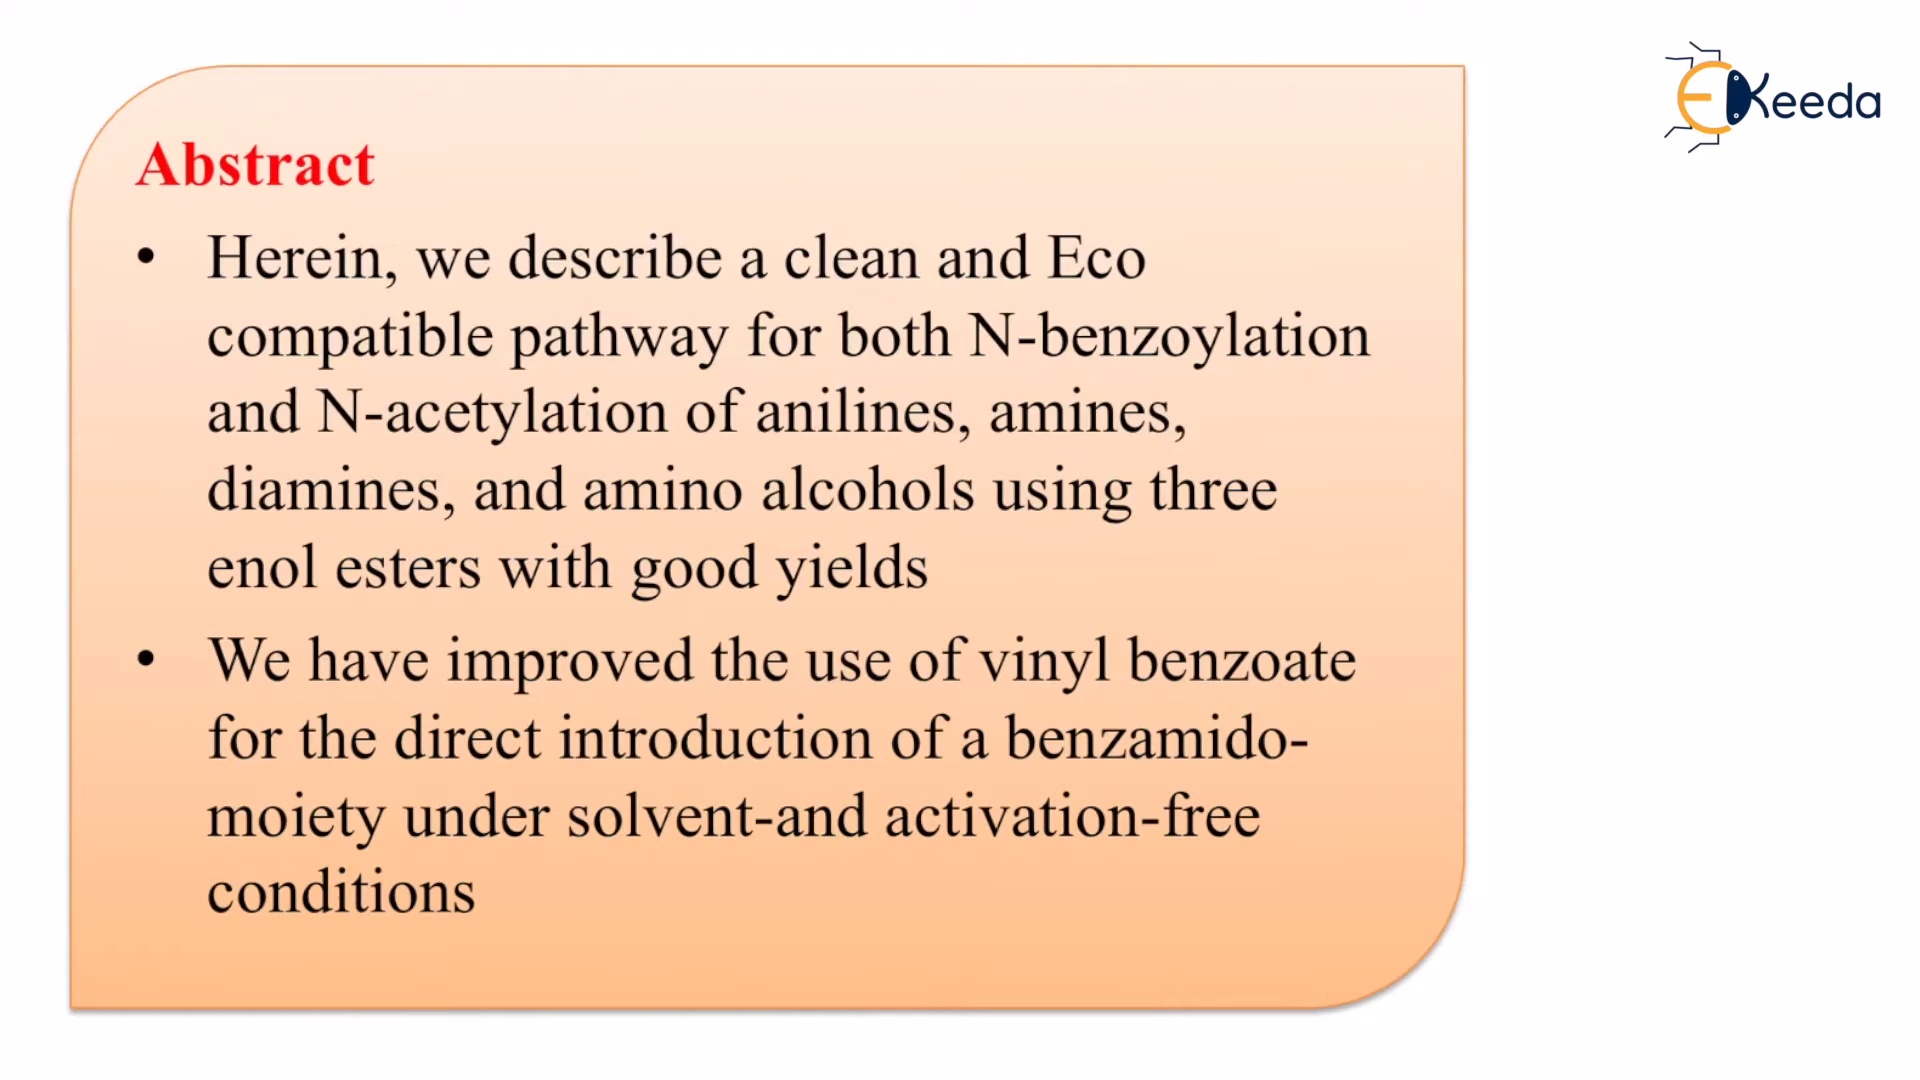 EKeeda
Abstract
• Herein, we describe a clean and Eco
compatible pathway for both N-benzoylation
and N-acetylation of anilines, amines,
diamines, and amino alcohols using three
enol esters with good yields
• We have improved the use of vinyl benzoate
for the direct introduction of a benzamido-
moiety under solvent-and activation-free
conditions